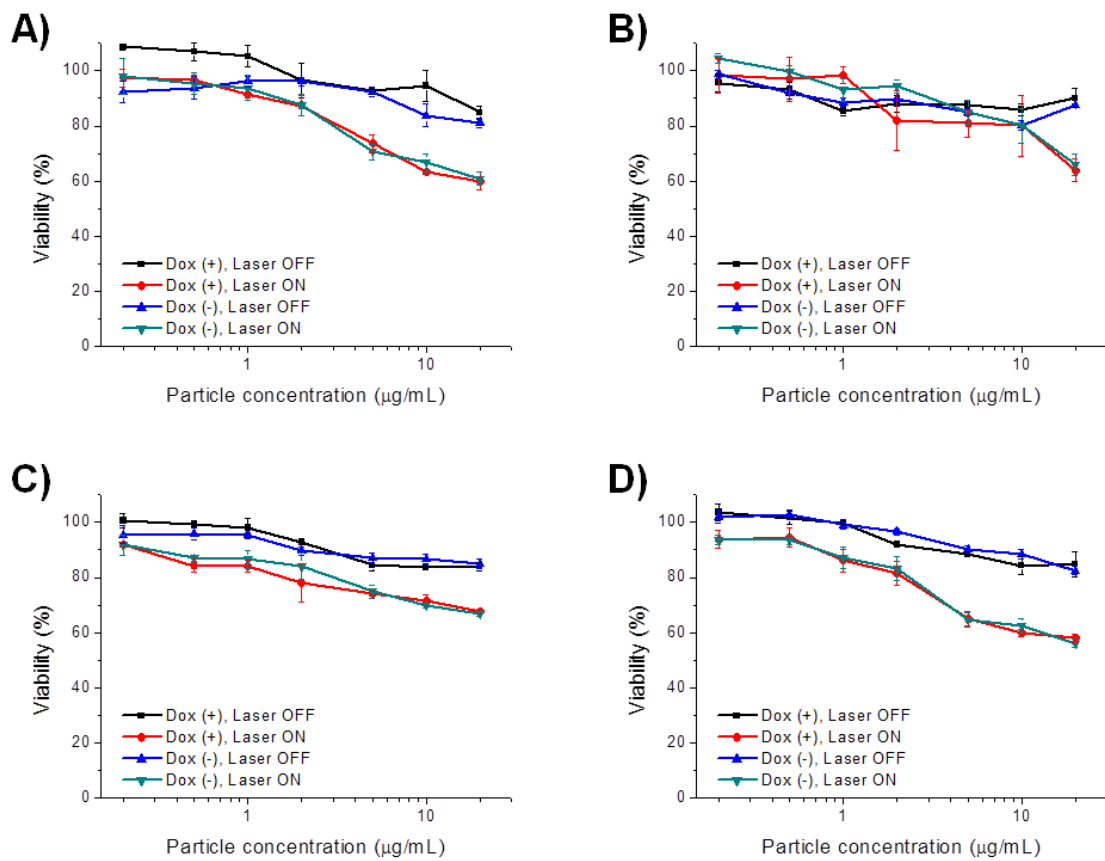 A)
100
80
60
40
20
0
Viability (%)
Dox (+), Laser OFF
Dox (+), Laser ON
Dox (-), Laser OFF
Dox (-), Laser ON
1
10
Particle concentration (µg/mL)
B)
100
80
60
40
20
0
Viability (%)
Dox (+), Laser OFF
Dox (+), Laser ON
Dox (-), Laser OFF
Dox (-), Laser ON
1
10
Particle concentration (µg/mL)
C)
100
80
60
40
20
0
Viability (%)
Dox (+), Laser OFF
Dox (+), Laser ON
Dox (-), Laser OFF
Dox (-), Laser ON
1
10
Particle concentration (µg/mL)
D)
100
80
60
40
20
0
Viability (%)
Dox (+), Laser OFF
Dox (+), Laser ON
Dox (-), Laser OFF
Dox (-), Laser ON
1
10
Particle concentration (µg/mL)